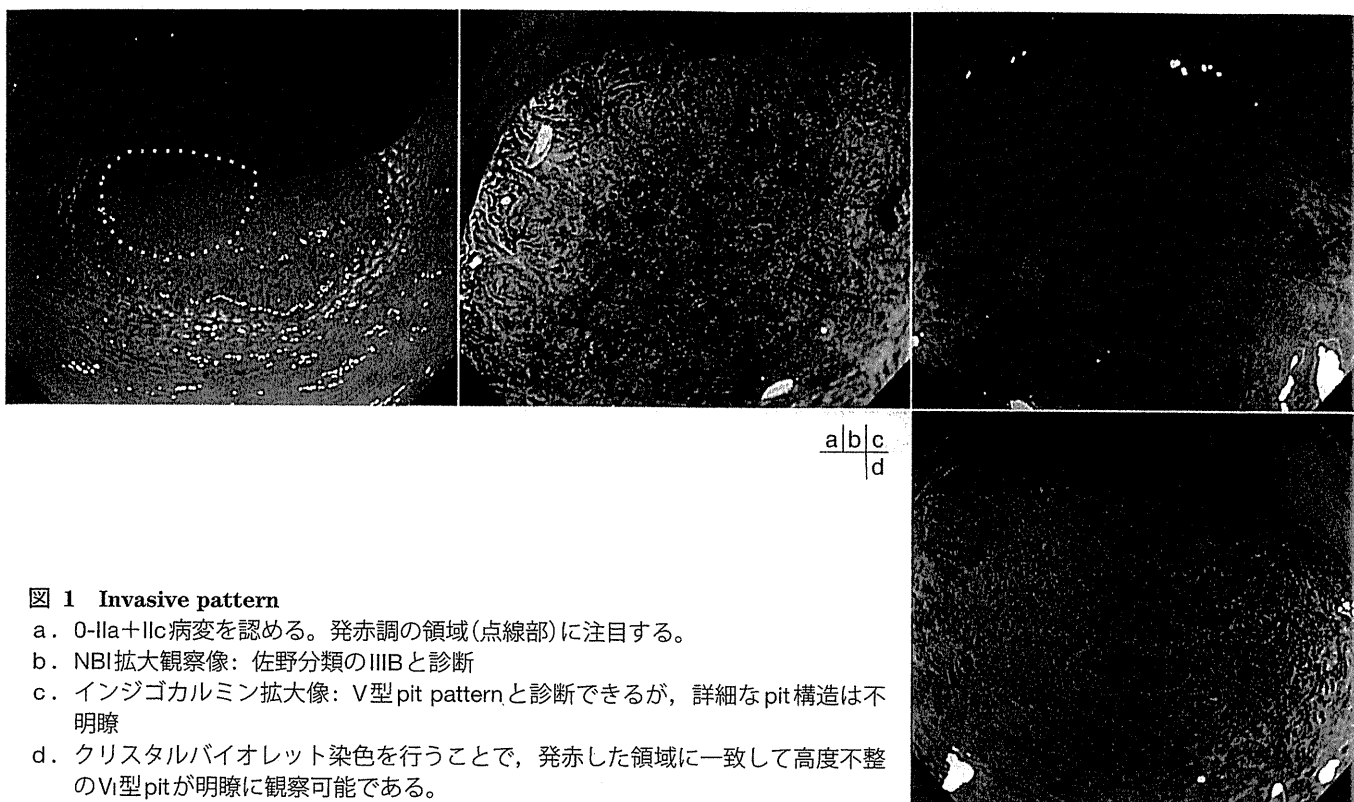 a b c
d
図 1 Invasive pattern
a．0-IIa+IIc病変を認める。発赤調の領域(点線部)に注目する。
b．NBI拡大観察像：佐野分類のIIIBと診断
c．インジゴカルミン拡大像：V型pit patternと診断できるが，詳細なpit構造は不
明瞭
d．クリスタルバイオレット染色を行うことで，発赤した領域に一致して高度不整
のVI型pitが明瞭に観察可能である。